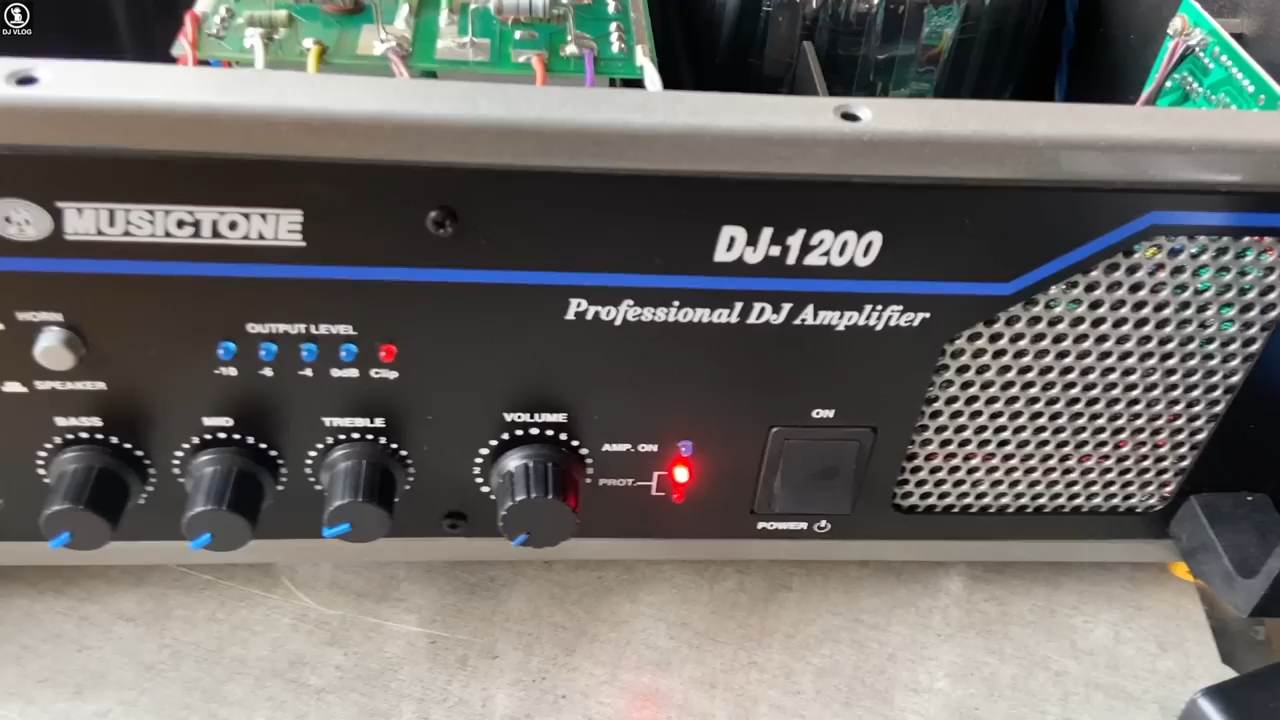 DJ VLOG
MUSICTONE
DJ-1200
Professional DJ Amplifier
HORN
SPEAKER
OUTPUT LEVEL
-10 -6 -4 0dB Clip
BASS MID TREBLE VOLUME
AMP. ON
PROT.
ON
POWER